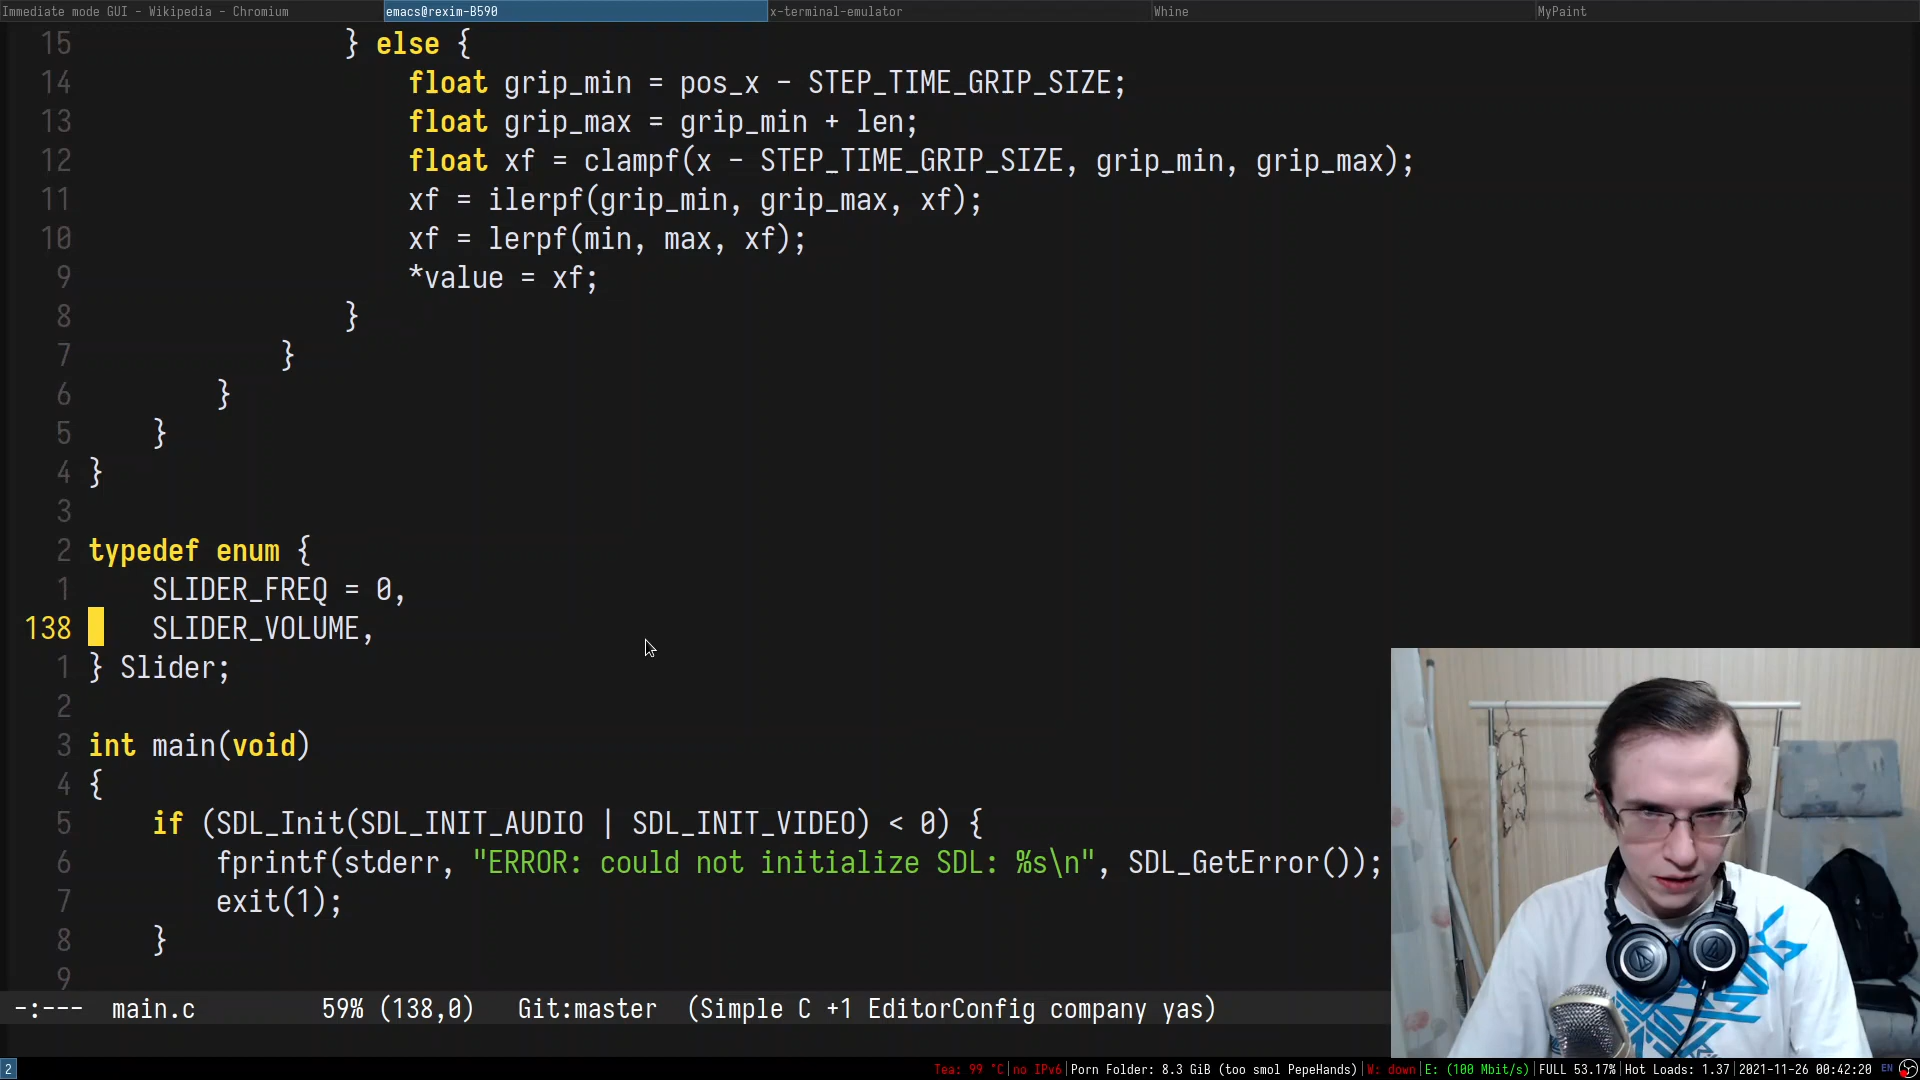 Immediate mode GUI - Wikipedia - Chromium emacs@rexim-B590 x-terminal-emulator Whine MyPaint
15 } else {
14 float grip_min = pos_x - STEP_TIME_GRIP_SIZE;
13 float grip_max = grip_min + len;
12 float xf = clampf(x - STEP_TIME_GRIP_SIZE, grip_min, grip_max);
11 xf = ilerpf(grip_min, grip_max, xf);
10 xf = lerpf(min, max, xf);
9 *value = xf;
8 }
7 }
6 }
5 }
4 }
3
2 typedef enum {
1 SLIDER_FREQ = 0,
138 SLIDER_VOLUME,
1 } Slider;
2
3 int main(void)
4 {
5 if (SDL_Init(SDL_INIT_AUDIO | SDL_INIT_VIDEO) < 0) {
6 fprintf(stderr, "ERROR: could not initialize SDL: %s\n", SDL_GetError());
7 exit(1);
8 }
9
-:--- main.c 59% (138,0) Git:master (Simple C +1 EditorConfig company yas)
2 Tea: 99 °C|no IPv6|Porn Folder: 8.3 GiB (too smol PepeHands)|W: down|E: (100 Mbit/s)|FULL 53.17%|Hot Loads: 1.37|2021-11-26 00:42:20 EN